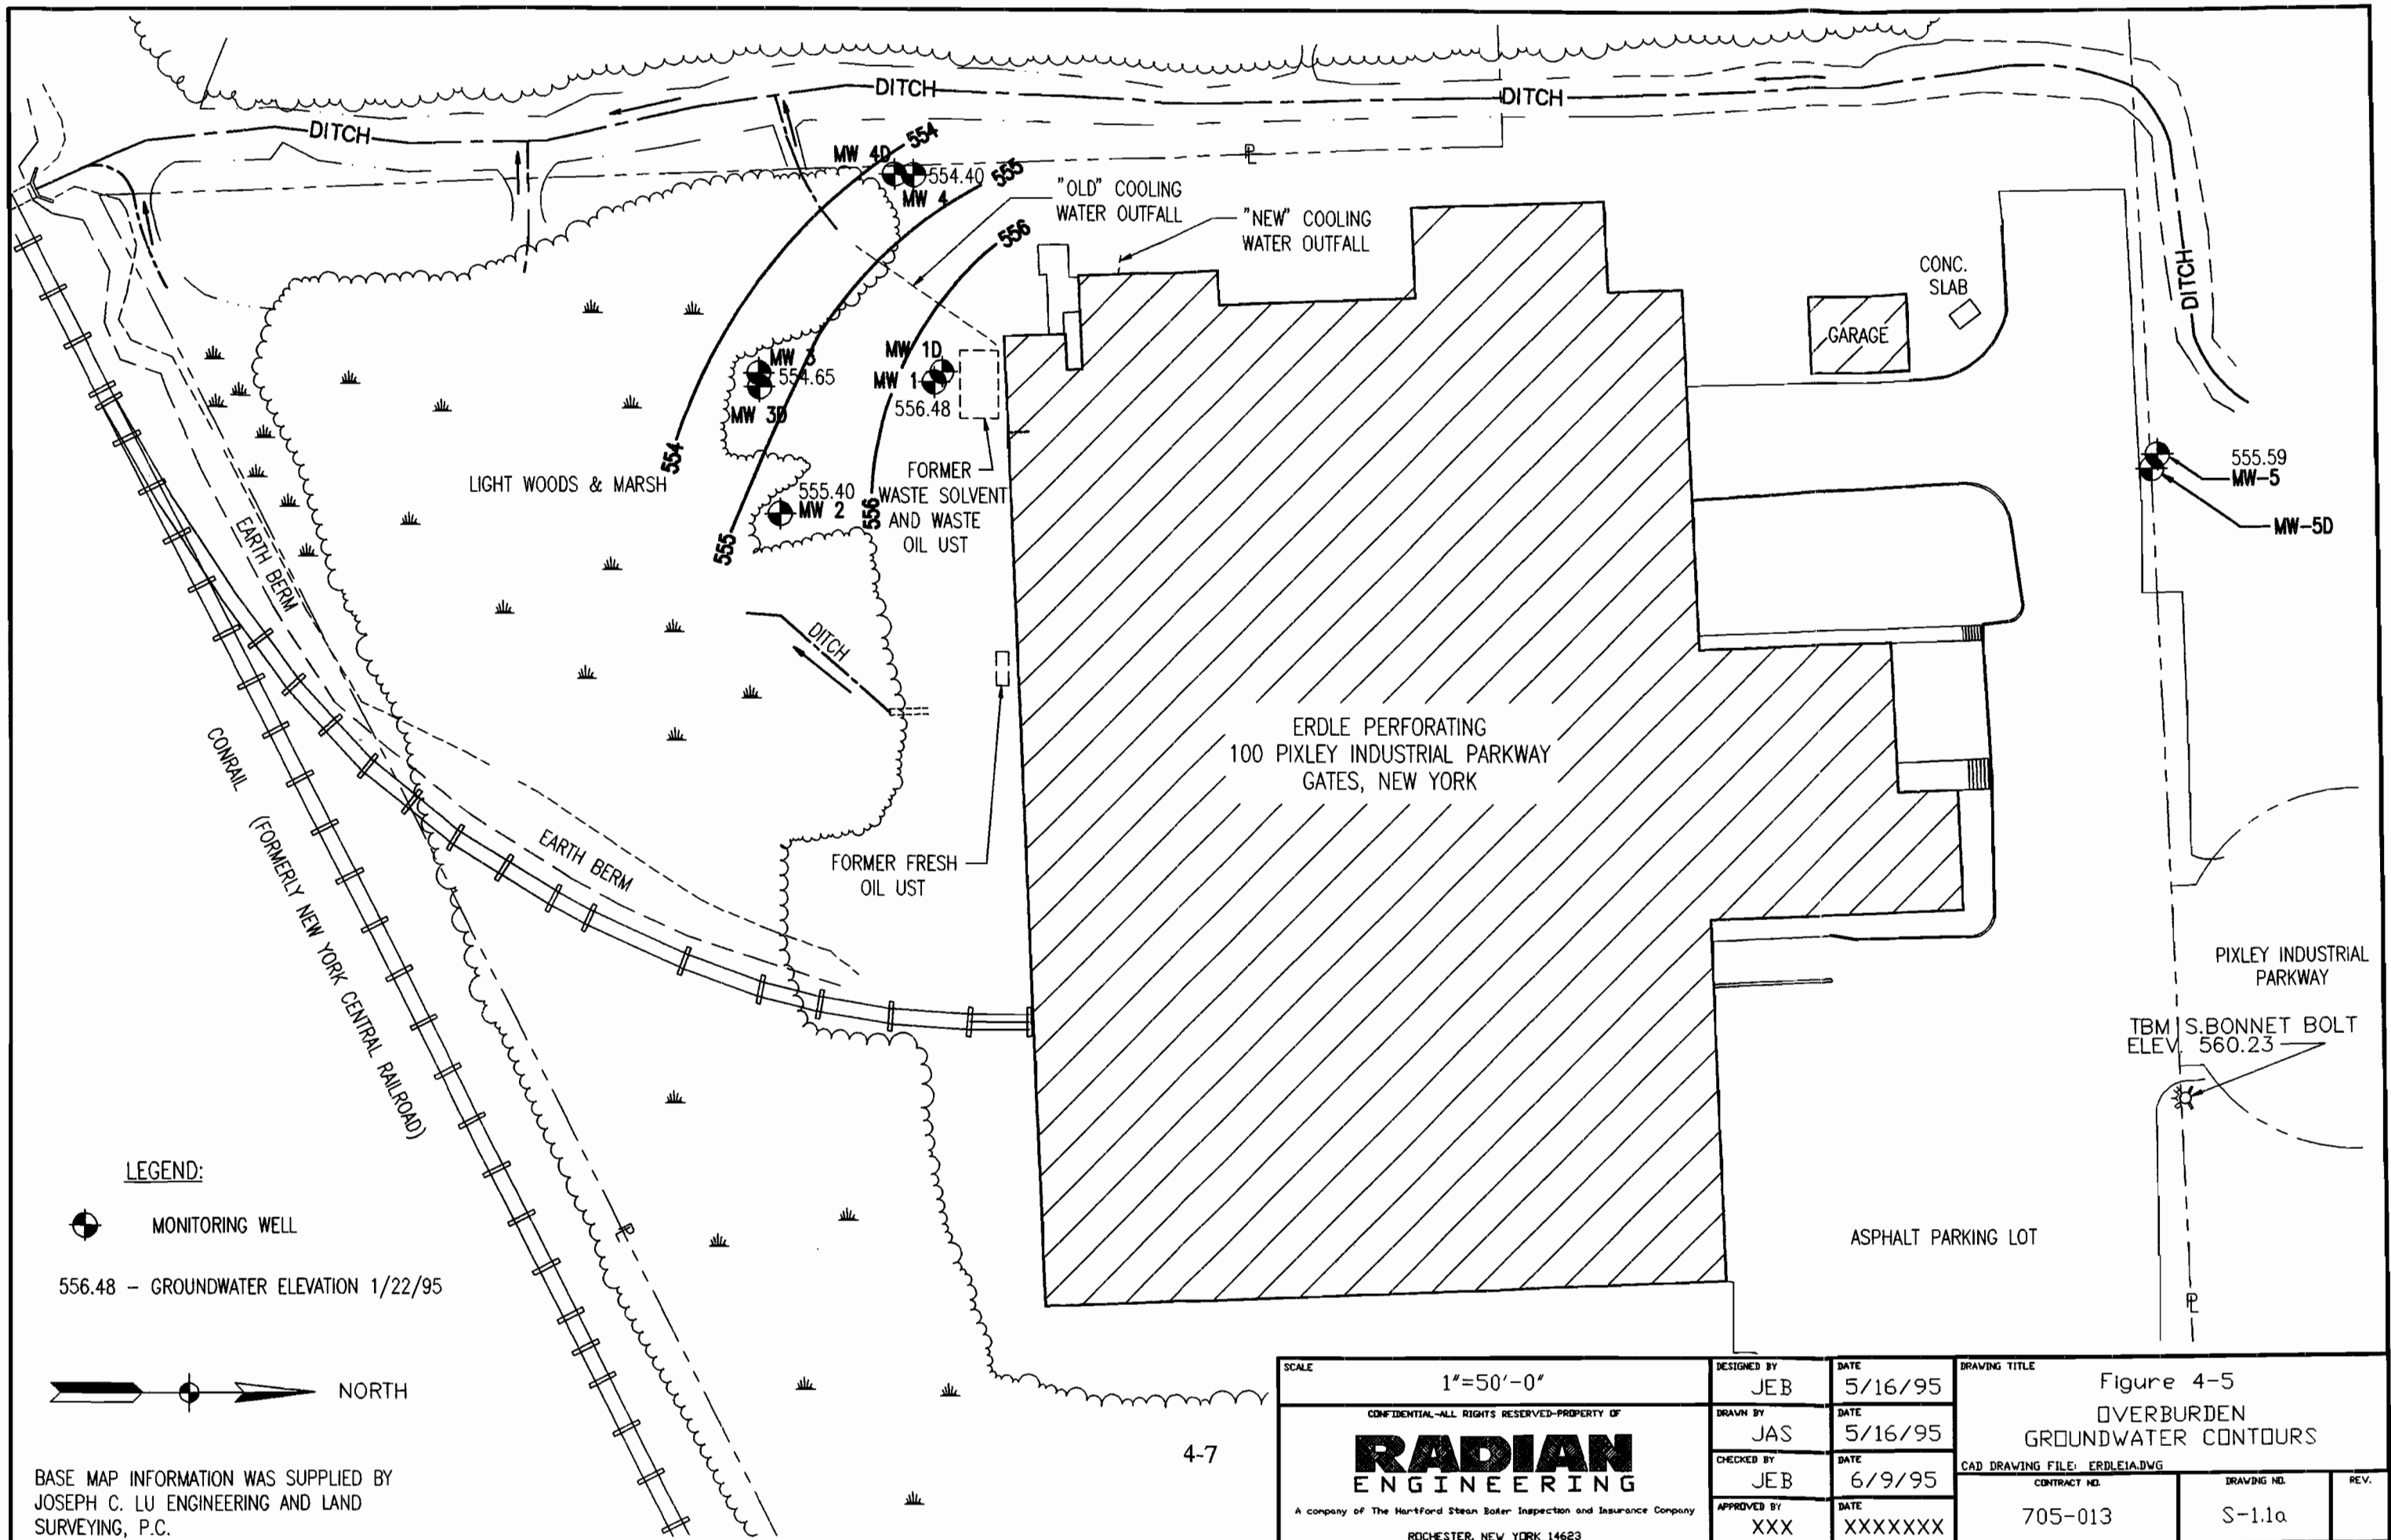 DITCH
DITCH
DITCH
DITCH
MW 4D
554
554.40
MW 4
555
556
"OLD" COOLING
WATER OUTFALL
"NEW" COOLING
WATER OUTFALL
CONC.
SLAB
GARAGE
MW 3
554.65
MW 3D
MW 1D
MW 1
556.48
554
LIGHT WOODS & MARSH
555.40
MW 2
555
556
FORMER
WASTE SOLVENT
AND WASTE
OIL UST
555.59
MW-5
MW-5D
EARTH BERM
DITCH
CONRAIL (FORMERLY NEW YORK CENTRAL RAILROAD)
EARTH BERM
FORMER FRESH
OIL UST
ERDLE PERFORATING
100 PIXLEY INDUSTRIAL PARKWAY
GATES, NEW YORK
PIXLEY INDUSTRIAL
PARKWAY
TBM S.BONNET BOLT
ELEV. 560.23
ASPHALT PARKING LOT
PL
PL
PL
LEGEND:
MONITORING WELL
556.48 - GROUNDWATER ELEVATION 1/22/95
NORTH
BASE MAP INFORMATION WAS SUPPLIED BY
JOSEPH C. LU ENGINEERING AND LAND
SURVEYING, P.C.
4-7
SCALE
1"=50'-0"
CONFIDENTIAL-ALL RIGHTS RESERVED-PROPERTY OF
RADIAN
ENGINEERING
A company of The Hartford Steam Boiler Inspection and Insurance Company
ROCHESTER, NEW YORK 14623
DESIGNED BY
JEB
DATE
5/16/95
DRAWN BY
JAS
DATE
5/16/95
CHECKED BY
JEB
DATE
6/9/95
APPROVED BY
XXX
DATE
XXXXXXX
DRAWING TITLE
Figure 4-5
OVERBURDEN
GROUNDWATER CONTOURS
CAD DRAWING FILE: ERDLE1A.DWG
CONTRACT NO.
705-013
DRAWING NO.
S-1.1a
REV.